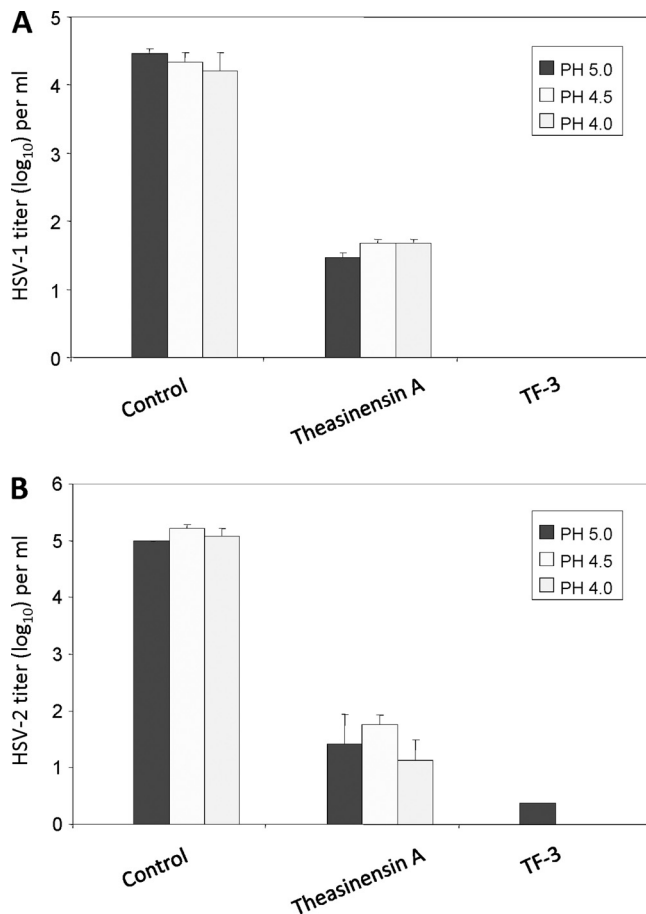 A
HSV-1 titer (log10) per ml
5
4
3
2
1
0
PH 5.0
PH 4.5
PH 4.0
Control
Theasinensin A
TF-3
B
HSV-2 titer (log10) per ml
6
5
4
3
2
1
0
PH 5.0
PH 4.5
PH 4.0
Control
Theasinensin A
TF-3